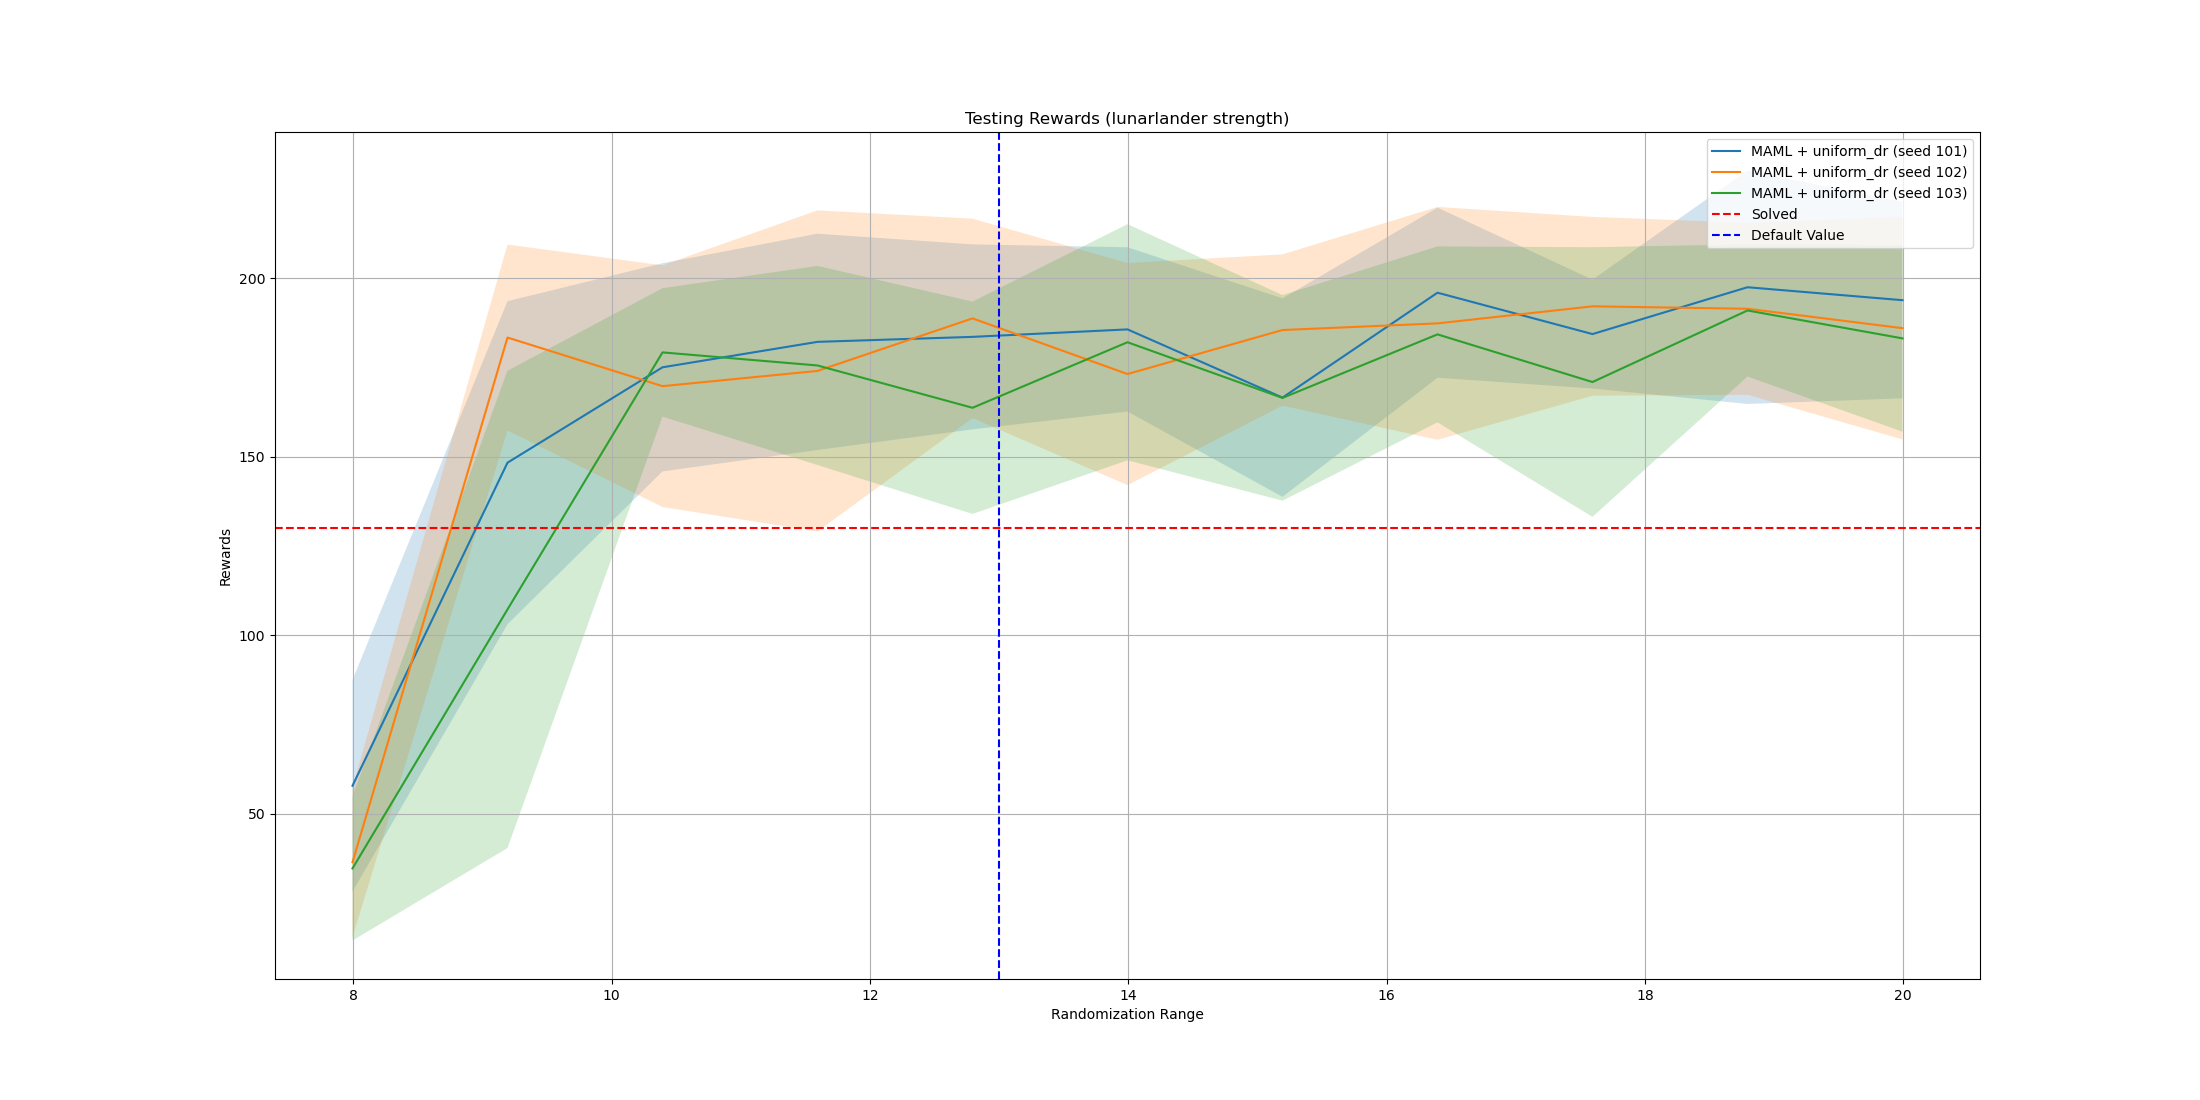 Testing Rewards (lunarlander strength)
MAML + uniform_dr (seed 101)
MAML + uniform_dr (seed 102)
MAML + uniform_dr (seed 103)
Solved
Default Value
Rewards
200
150
100
50
8 10 12 14 16 18 20
Randomization Range